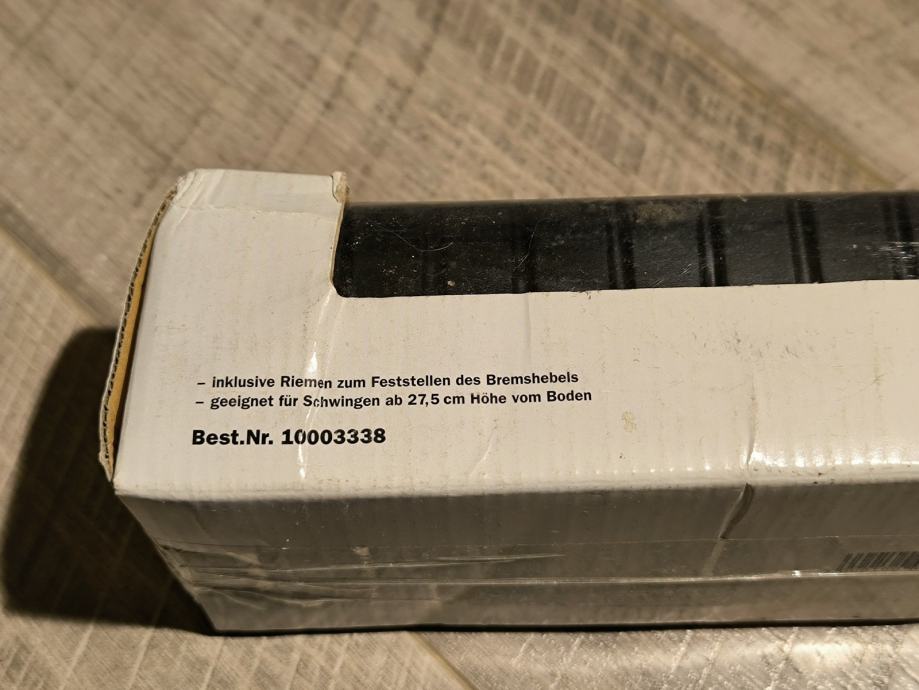 – inklusive Riemen zum Feststellen des Bremshebels
– geeignet für Schwingen ab 27,5 cm Höhe vom Boden
Best.Nr. 10003338